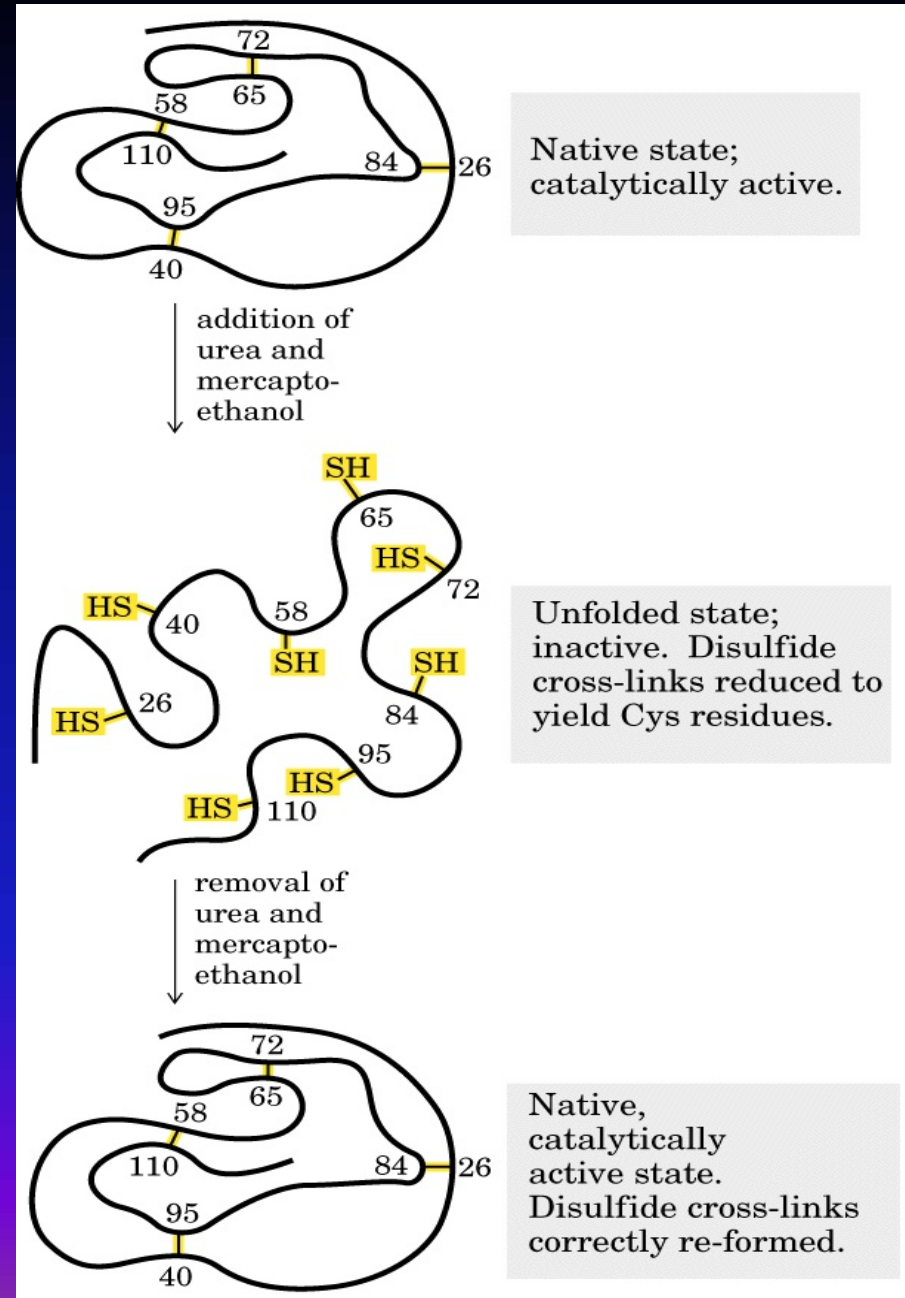 72
65
58
110
84
26
95
40
Native state;
catalytically active.
addition of
urea and
mercapto-
ethanol
SH
65
HS
72
HS
40
58
SH
SH
84
26
HS
95
HS
HS
110
Unfolded state;
inactive. Disulfide
cross-links reduced to
yield Cys residues.
removal of
urea and
mercapto-
ethanol
72
65
58
110
84
26
95
40
Native,
catalytically
active state.
Disulfide cross-links
correctly re-formed.